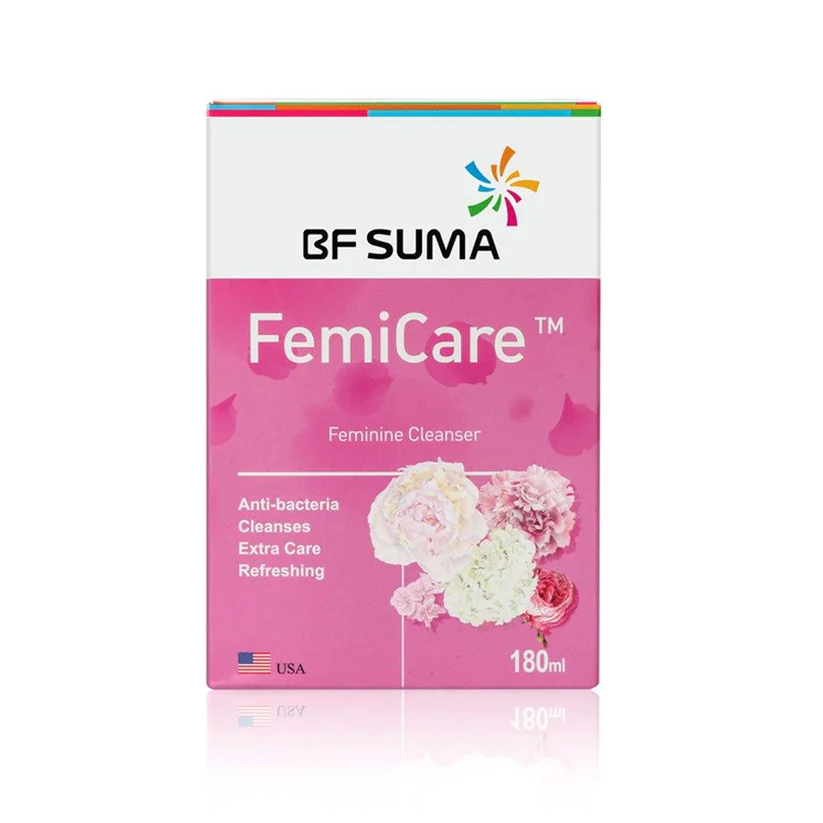 BF SUMA
FemiCare™
Feminine Cleanser
Anti-bacteria
Cleanses
Extra Care
Refreshing
USA
180ml